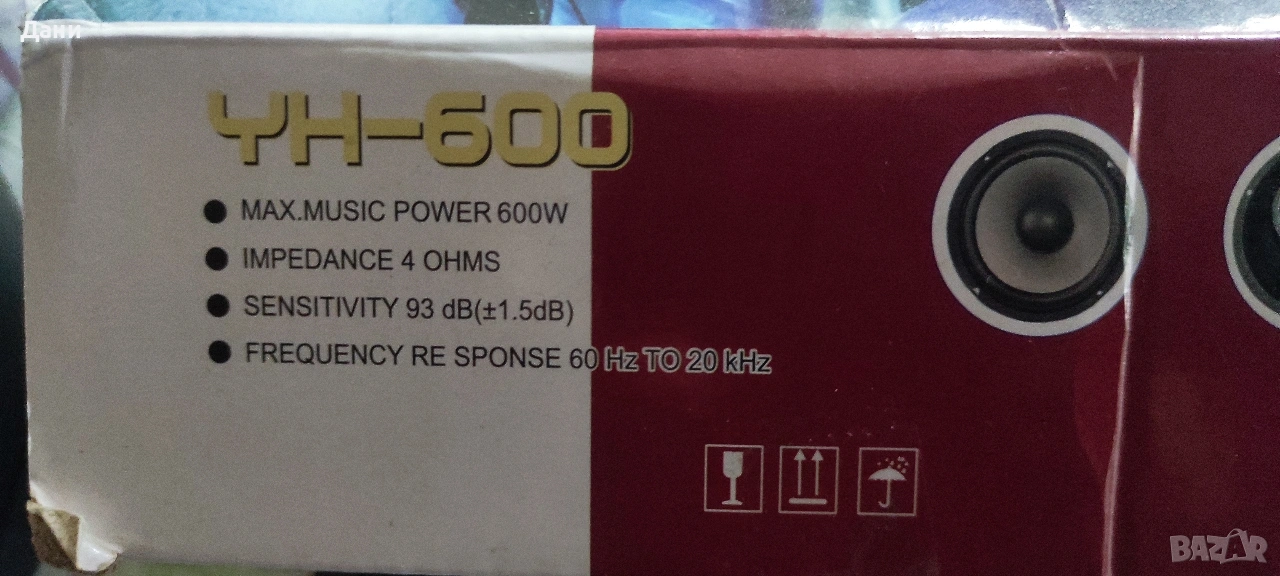 Дани
YH-600
● MAX.MUSIC POWER 600W
● IMPEDANCE 4 OHMS
● SENSITIVITY 93 dB(±1.5dB)
● FREQUENCY RE SPONSE 60 Hz TO 20 kHz
BAZAR